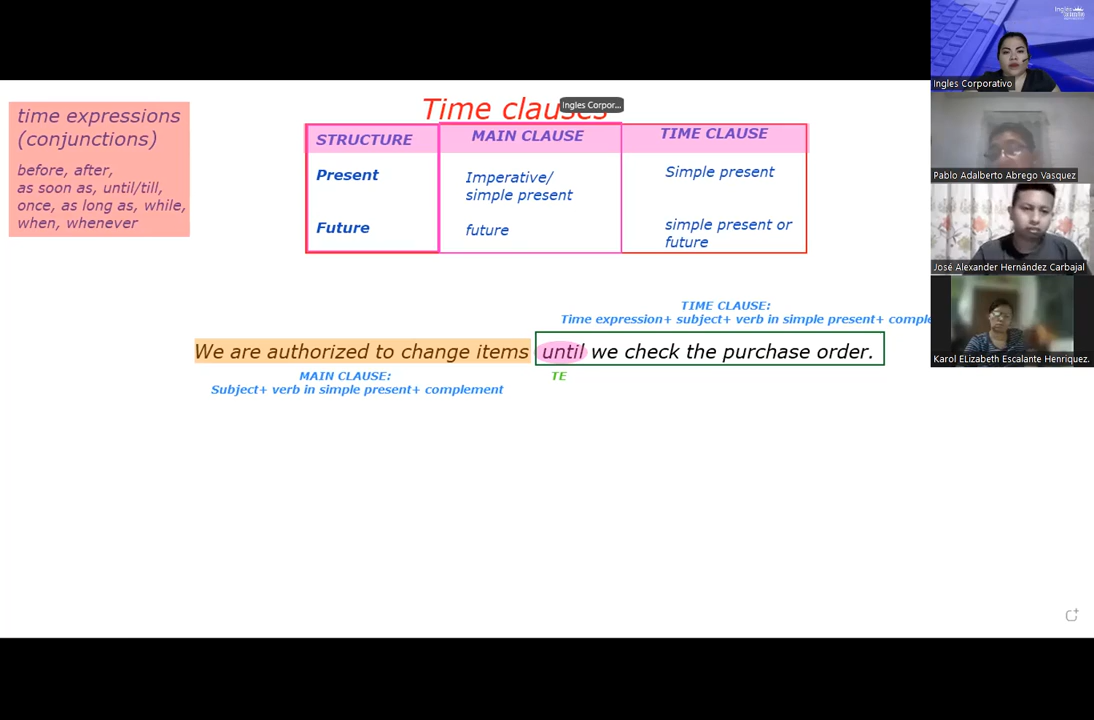 time expressions
(conjunctions)
before, after,
as soon as, until/till,
once, as long as, while,
when, whenever
Time clauses
Ingles Corpor...
STRUCTURE MAIN CLAUSE TIME CLAUSE
Present Imperative/ Simple present
simple present
Future future simple present or
future
TIME CLAUSE:
Time expression+ subject+ verb in simple present+ comple
We are authorized to change items until we check the purchase order.
MAIN CLAUSE: TE
Subject+ verb in simple present+ complement
Ingles
Ingles Corporativo
Pablo Adalberto Abrego Vasquez
José Alexander Hernández Carbajal
Karol ELizabeth Escalante Henriquez.